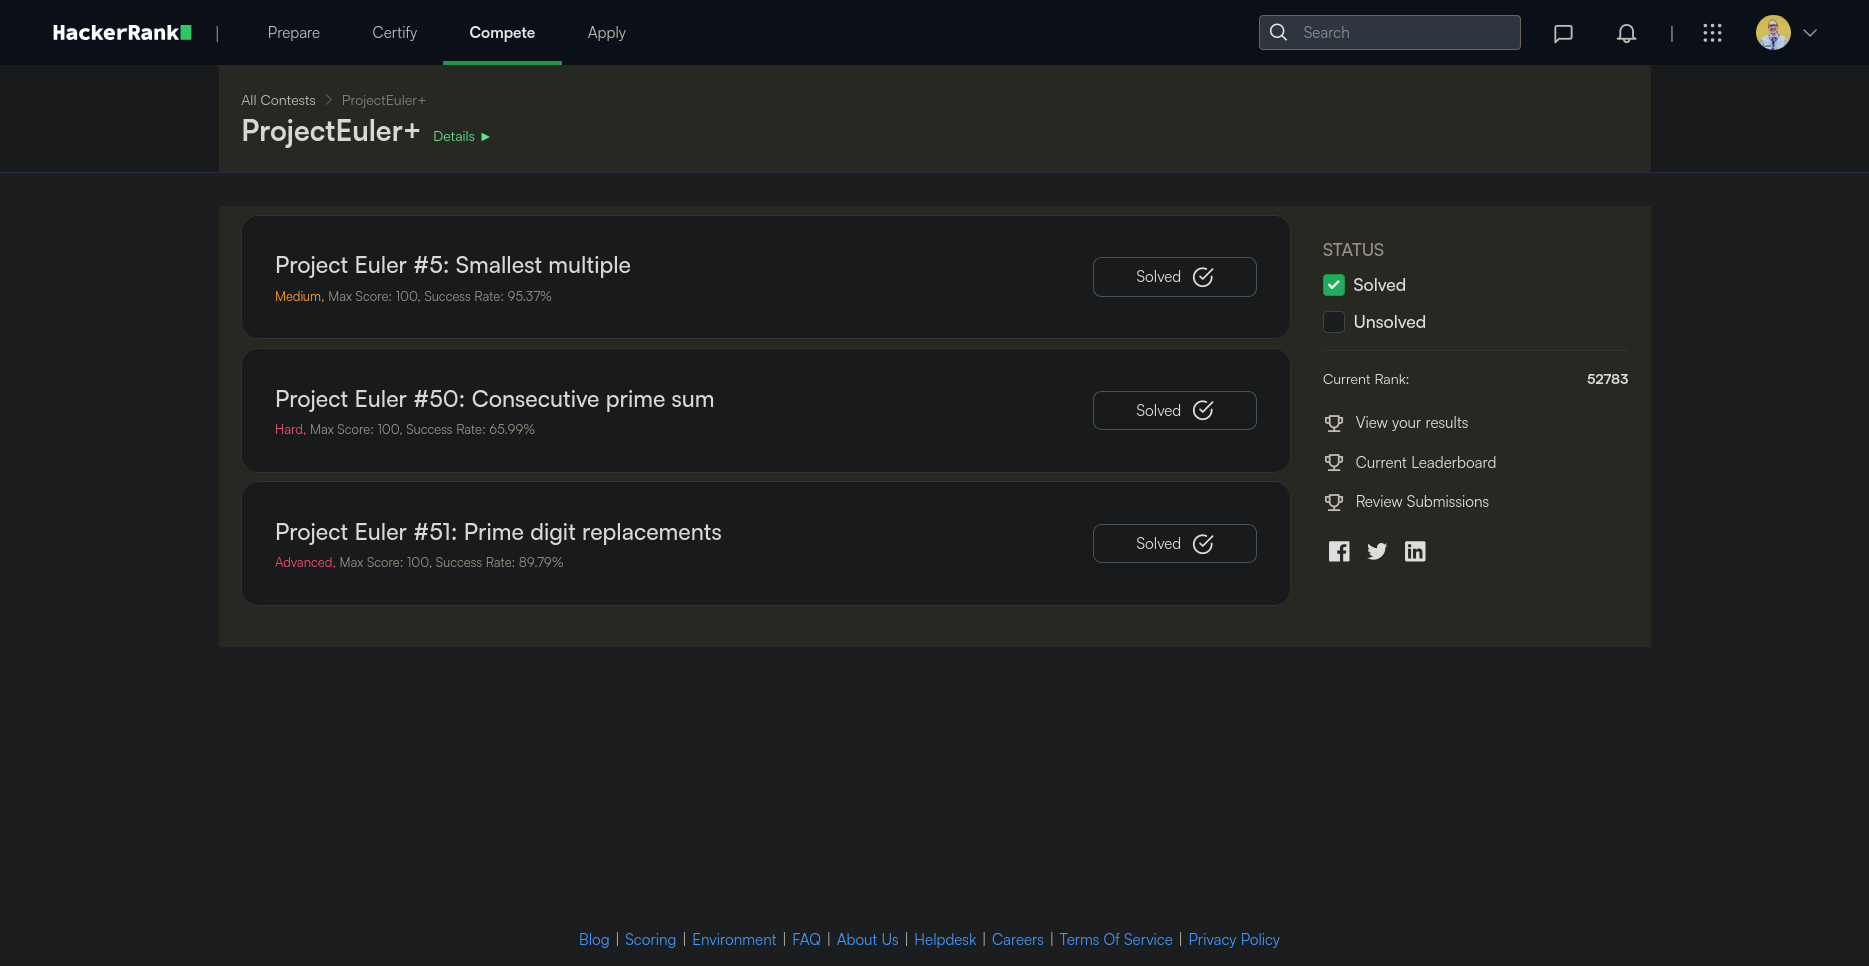 HackerRank | Prepare Certify Compete Apply Search |
All Contests > ProjectEuler+
ProjectEuler+ Details ►
Project Euler #5: Smallest multiple
Medium, Max Score: 100, Success Rate: 95.37%
Solved
Project Euler #50: Consecutive prime sum
Hard, Max Score: 100, Success Rate: 65.99%
Solved
Project Euler #51: Prime digit replacements
Advanced, Max Score: 100, Success Rate: 89.79%
Solved
STATUS
Solved
Unsolved
Current Rank: 52783
View your results
Current Leaderboard
Review Submissions
Blog | Scoring | Environment | FAQ | About Us | Helpdesk | Careers | Terms Of Service | Privacy Policy